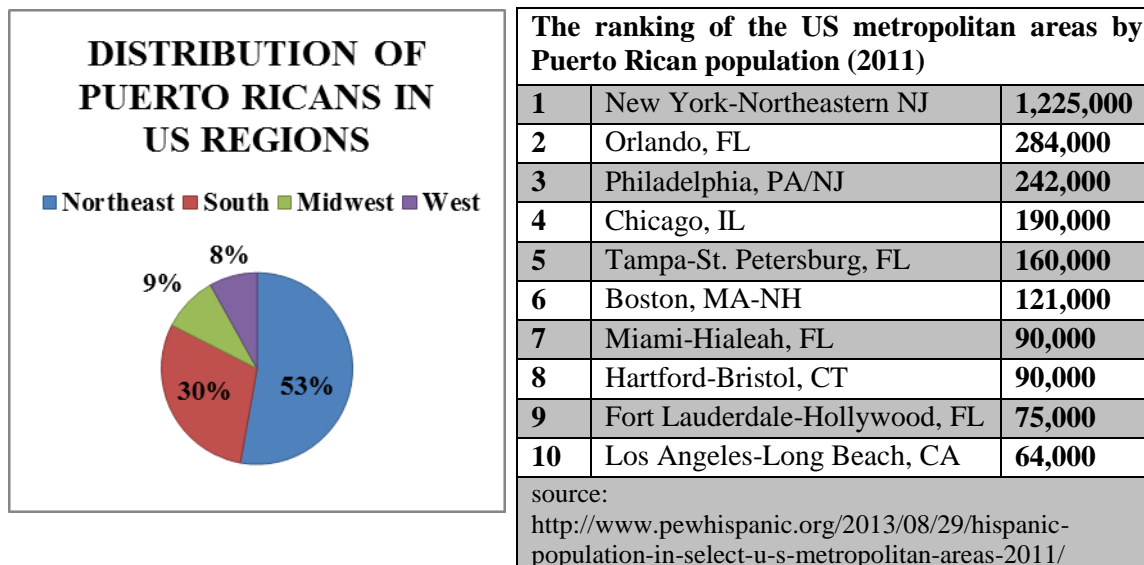 DISTRIBUTION OF
PUERTO RICANS IN
US REGIONS
Northeast South Midwest West
8%
9%
30%
53%
The ranking of the US metropolitan areas by
Puerto Rican population (2011)
1 New York-Northeastern NJ 1,225,000
2 Orlando, FL 284,000
3 Philadelphia, PA/NJ 242,000
4 Chicago, IL 190,000
5 Tampa-St. Petersburg, FL 160,000
6 Boston, MA-NH 121,000
7 Miami-Hialeah, FL 90,000
8 Hartford-Bristol, CT 90,000
9 Fort Lauderdale-Hollywood, FL 75,000
10 Los Angeles-Long Beach, CA 64,000
source:
http://www.pewhispanic.org/2013/08/29/hispanic-
population-in-select-u-s-metropolitan-areas-2011/